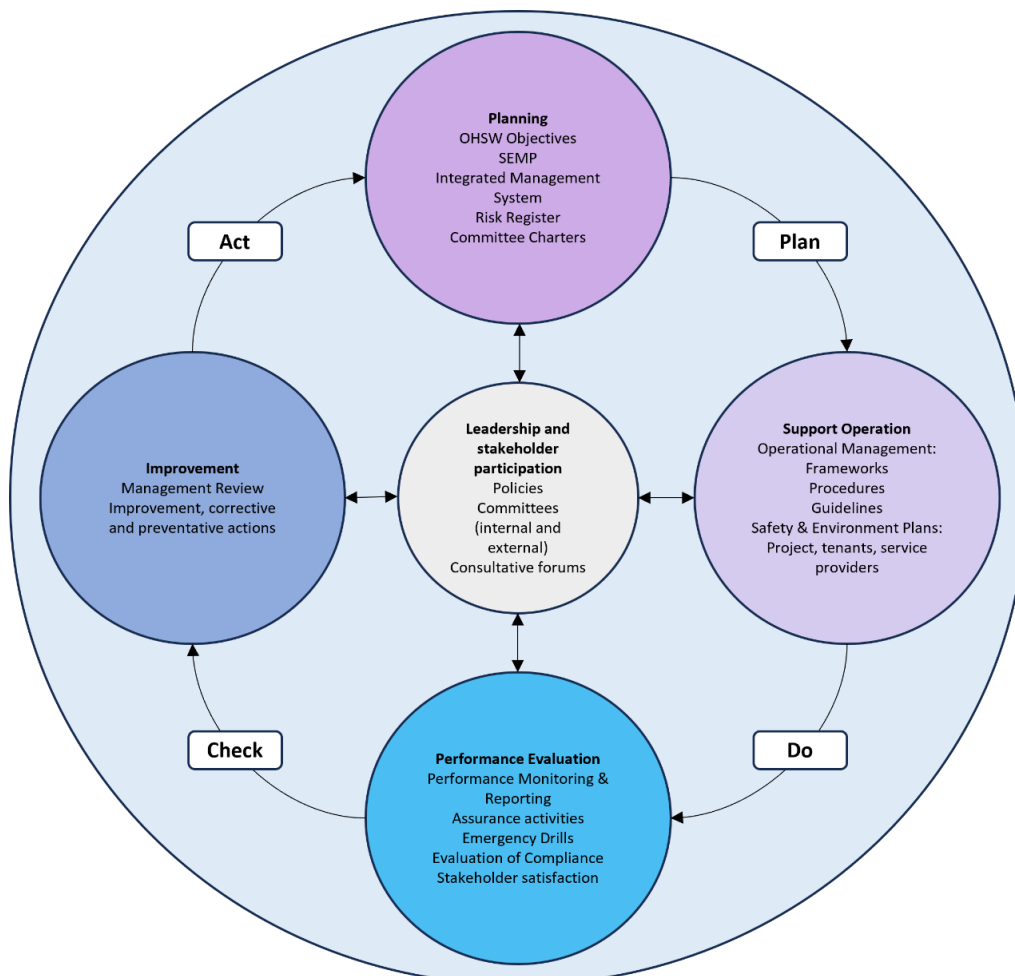 Planning
OHSW Objectives
SEMP
Integrated Management
System
Risk Register
Committee Charters
Act
Plan
Leadership and
stakeholder
participation
Policies
Committees
(internal and
external)
Consultative forums
Improvement
Management Review
Improvement, corrective
and preventative actions
Support Operation
Operational Management:
Frameworks
Procedures
Guidelines
Safety & Environment Plans:
Project, tenants, service
providers
Check
Do
Performance Evaluation
Performance Monitoring &
Reporting
Assurance activities
Emergency Drills
Evaluation of Compliance
Stakeholder satisfaction